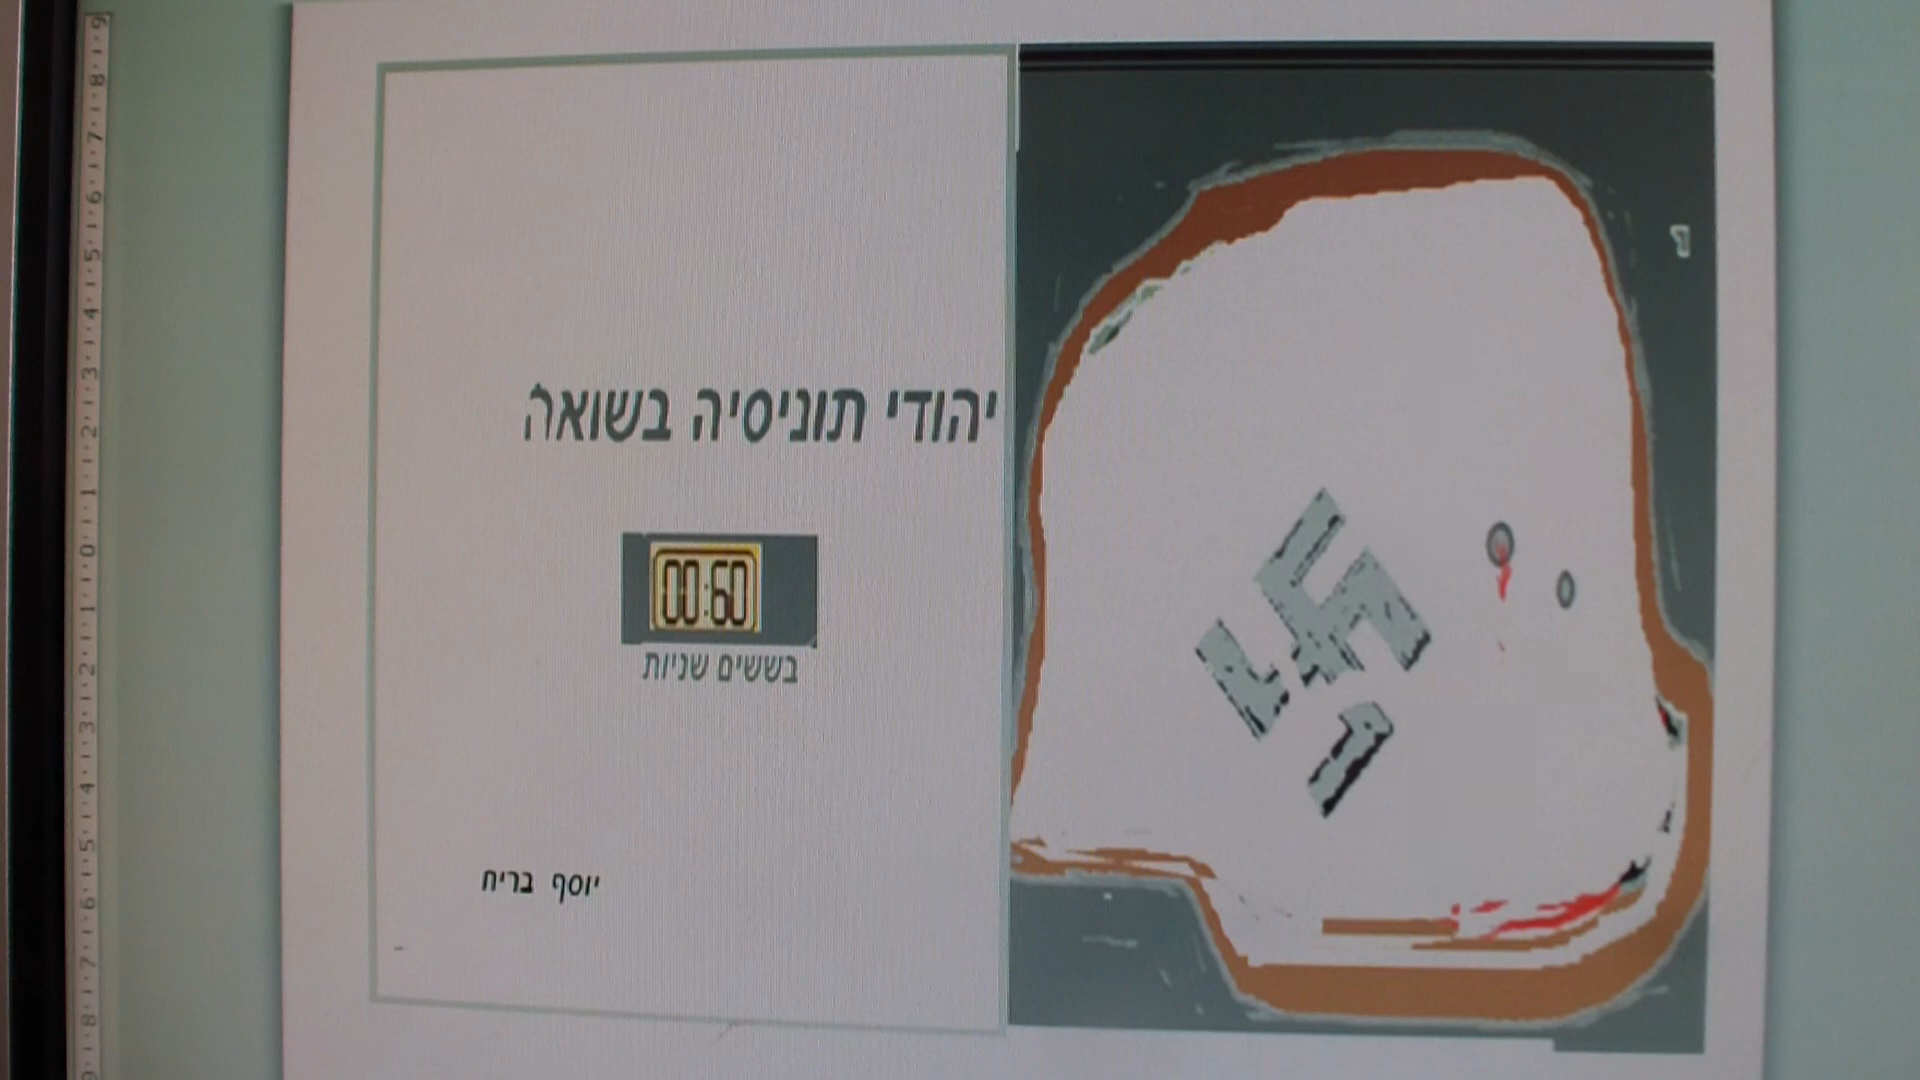 יהודי תוניסיה בשואה
00:60
בששים שניות
יוסף בריח